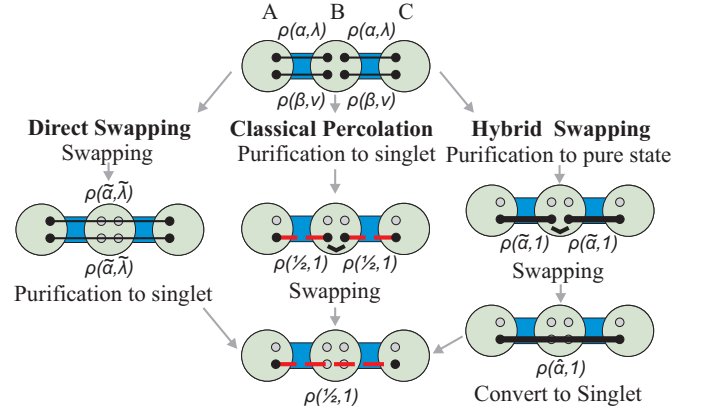 A B C
ρ(α,λ) ρ(α,λ)
ρ(β,ν) ρ(β,ν)
Direct Swapping
Swapping
ρ(α̃,λ̃)
ρ(α̃,λ̃)
Purification to singlet
Classical Percolation
Purification to singlet
ρ(½,1) ρ(½,1)
Swapping
ρ(½,1)
Hybrid Swapping
Purification to pure state
ρ(α̃,1) ρ(α̃,1)
Swapping
ρ(α̂,1)
Convert to Singlet